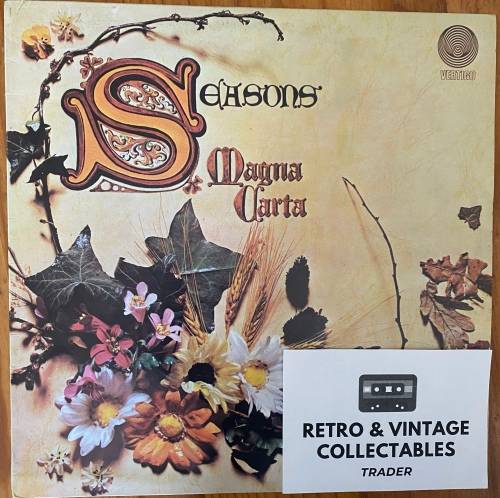 SEASONS
Magna
Carta
VERTIGO
RETRO & VINTAGE
COLLECTABLES
TRADER